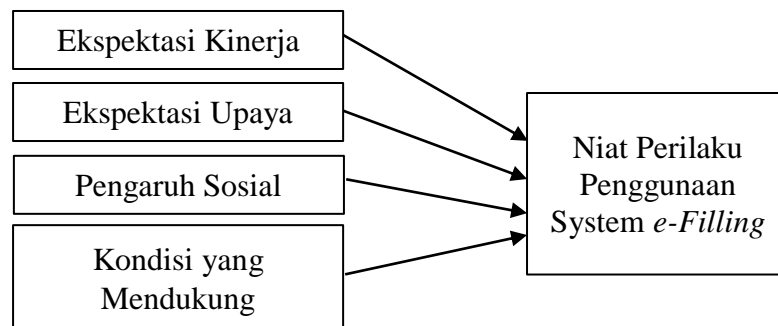 Ekspektasi Kinerja
Ekspektasi Upaya
Pengaruh Sosial
Kondisi yang
Mendukung
Niat Perilaku
Penggunaan
System e-Filling